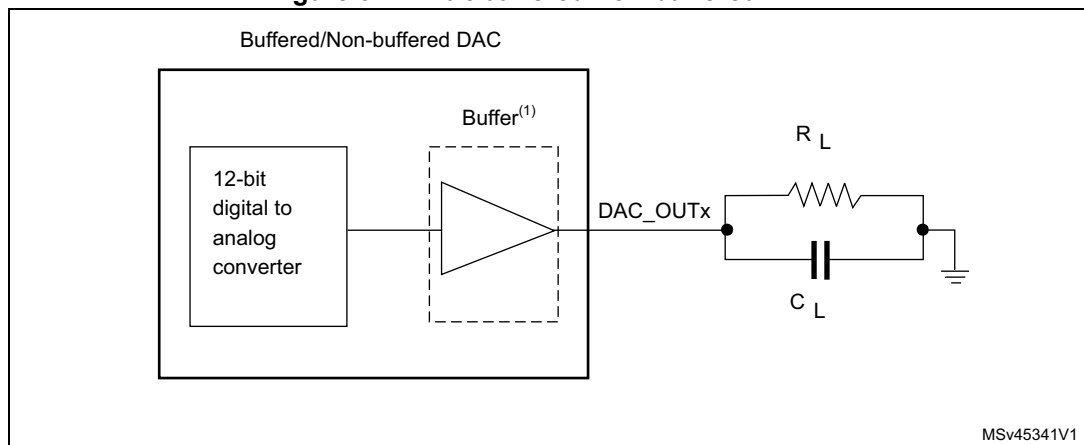 Buffered/Non-buffered DAC
Buffer(1)
12-bit
digital to
analog
converter
DAC_OUTx
R L
C L
MSv45341V1